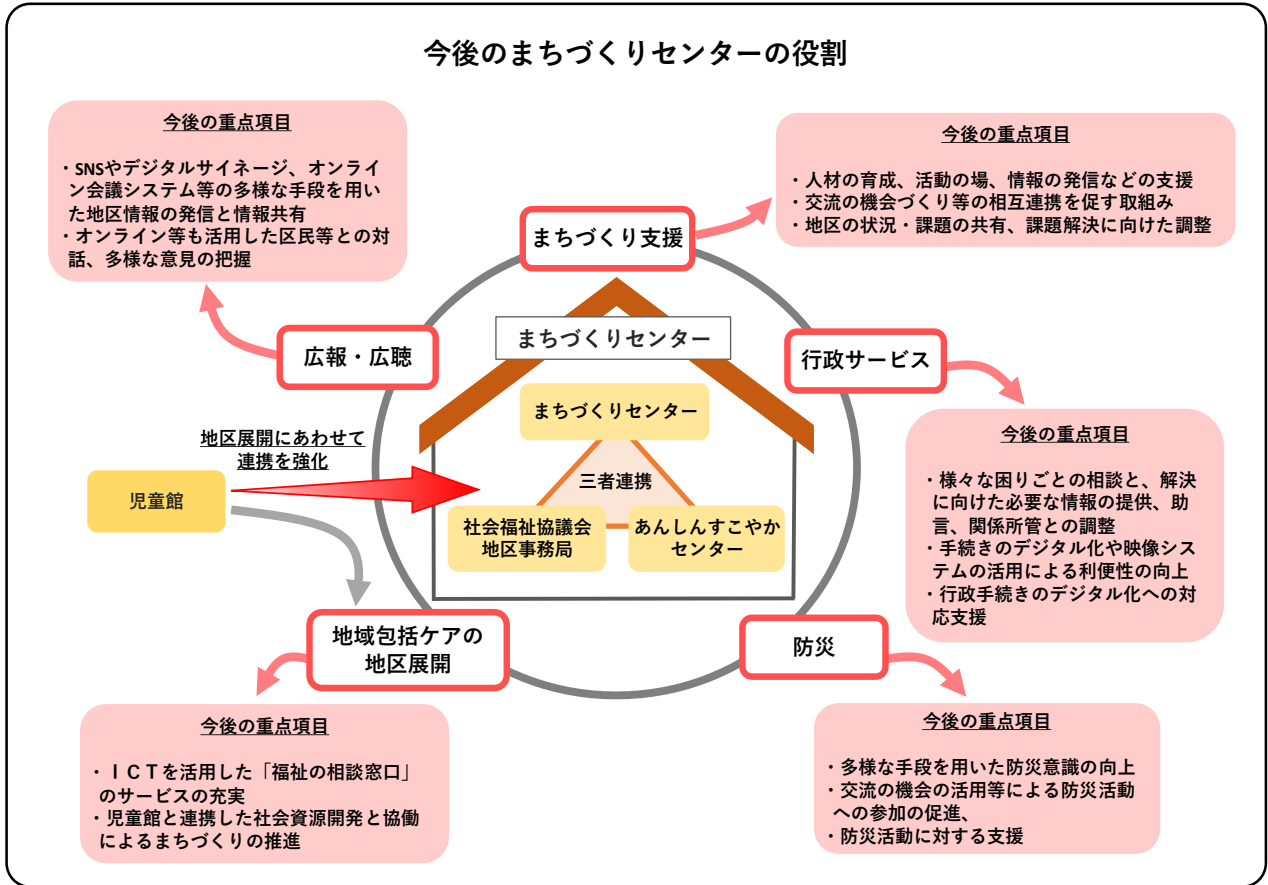 今後のまちづくりセンターの役割
今後の重点項目
・SNSやデジタルサイネージ、オンライン
会議システム等の多様な手段を用い
た地区情報の発信と情報共有
・オンライン等も活用した区民等との対
話、多様な意見の把握
今後の重点項目
・人材の育成、活動の場、情報の発信などの支援
・交流の機会づくり等の相互連携を促す取組み
・地区の状況・課題の共有、課題解決に向けた調整
まちづくり支援
広報・広聴
まちづくりセンター
行政サービス
まちづくりセンター
三者連携
社会福祉協議会
地区事務局
あんしんすこやか
センター
地区展開にあわせて
連携を強化
児童館
今後の重点項目
・様々な困りごとの相談と、解決
に向けた必要な情報の提供、助
言、関係所管との調整
・手続きのデジタル化や映像シス
テムの活用による利便性の向上
・行政手続きのデジタル化への対
応支援
地域包括ケアの
地区展開
防災
今後の重点項目
・ＩＣＴを活用した「福祉の相談窓口」
のサービスの充実
・児童館と連携した社会資源開発と協働
によるまちづくりの推進
今後の重点項目
・多様な手段を用いた防災意識の向上
・交流の機会の活用等による防災活動
への参加の促進、
・防災活動に対する支援